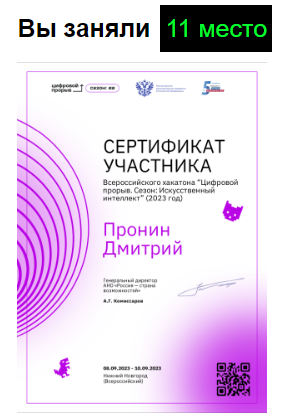 Вы заняли 11 место
цифровой
прорыв
сезон: ии
СЕРТИФИКАТ
УЧАСТНИКА
Всероссийского хакатона "Цифровой
прорыв. Сезон: Искусственный
интеллект" (2023 год)
Пронин
Дмитрий
Генеральный директор
АНО «Россия – страна
возможностей»
А.Г. Комиссаров
08.09.2023 - 10.09.2023
Нижний Новгород
(Всероссийский)